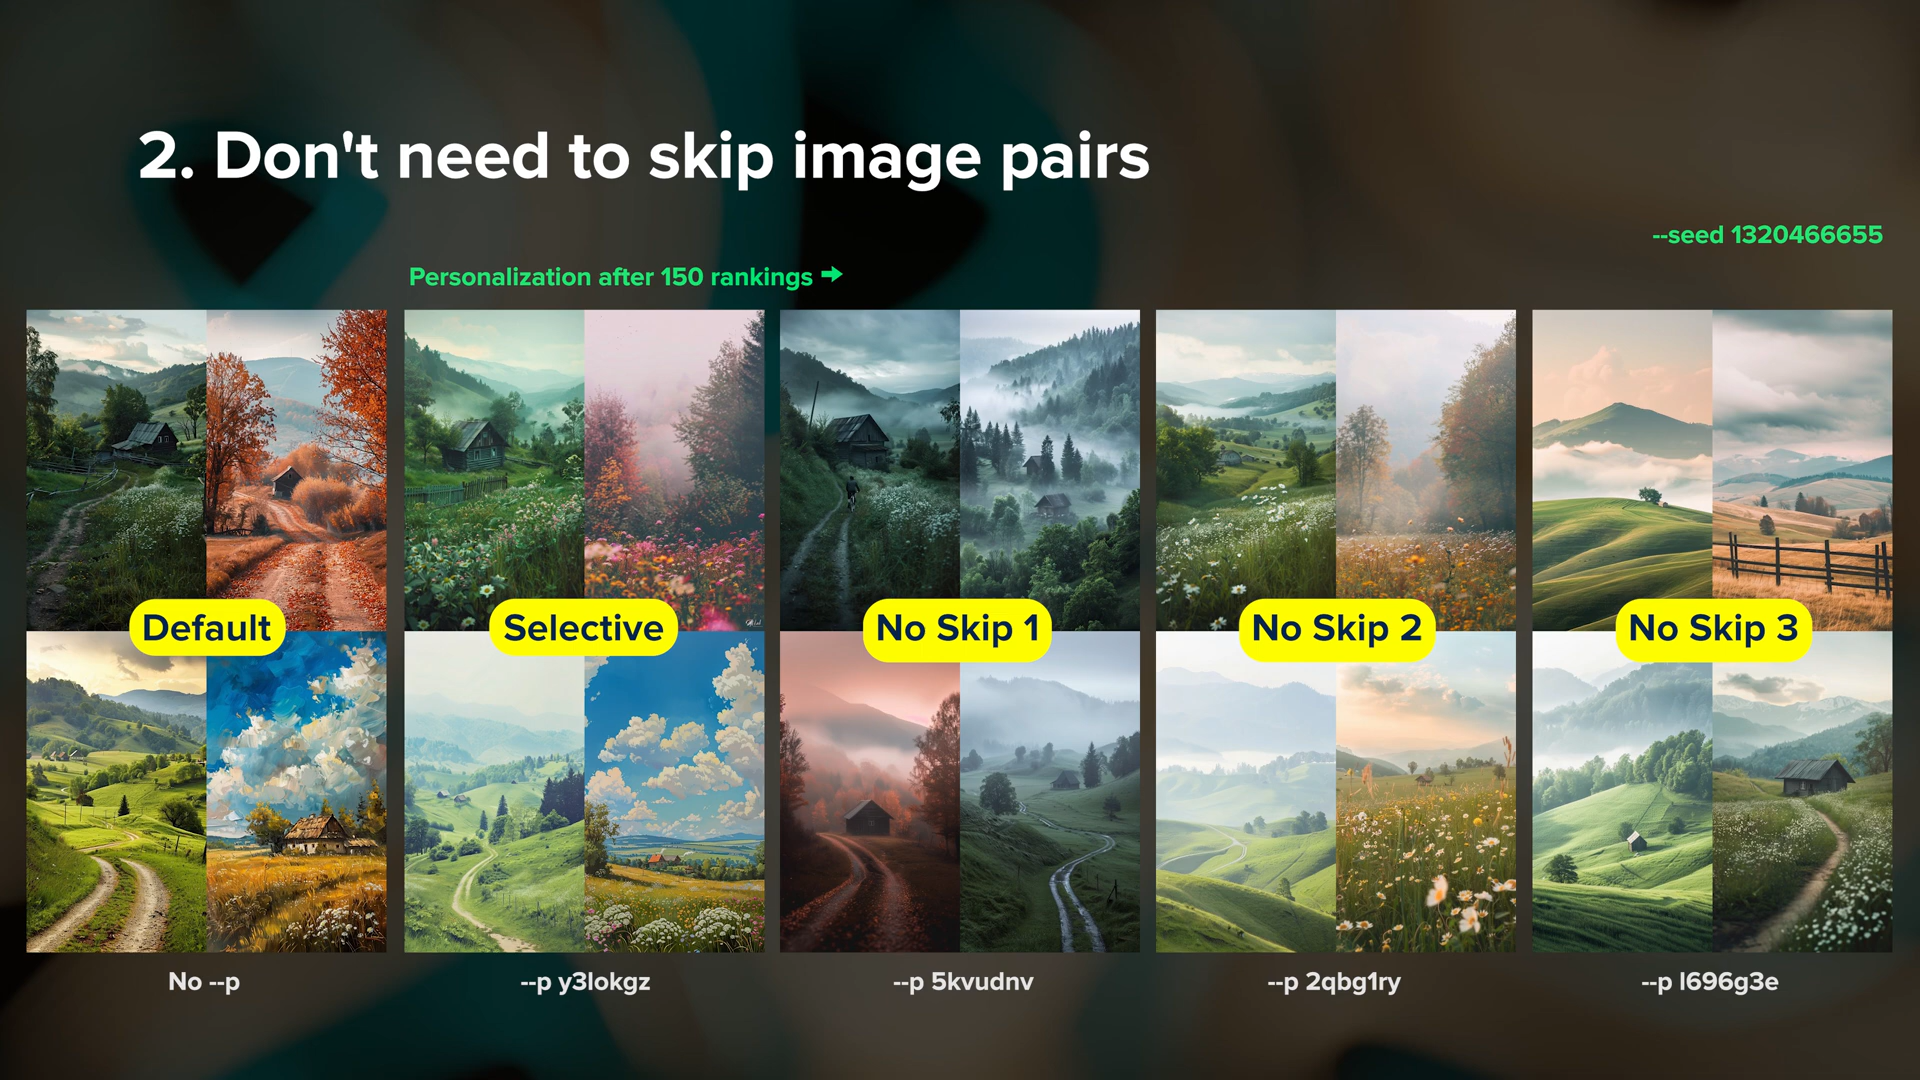 2. Don't need to skip image pairs
--seed 1320466655
Personalization after 150 rankings
Default
Selective
No Skip 1
No Skip 2
No Skip 3
No --p
--p y3lokgz
--p 5kvudnv
--p 2qbg1ry
--p l696g3e